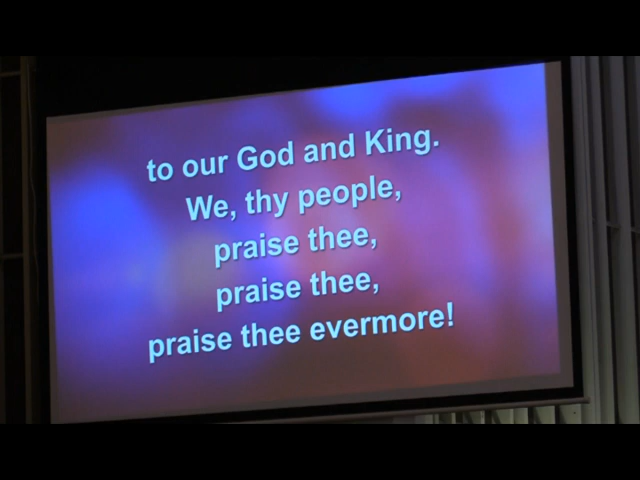 to our God and King.
We, thy people,
praise thee,
praise thee,
praise thee evermore!